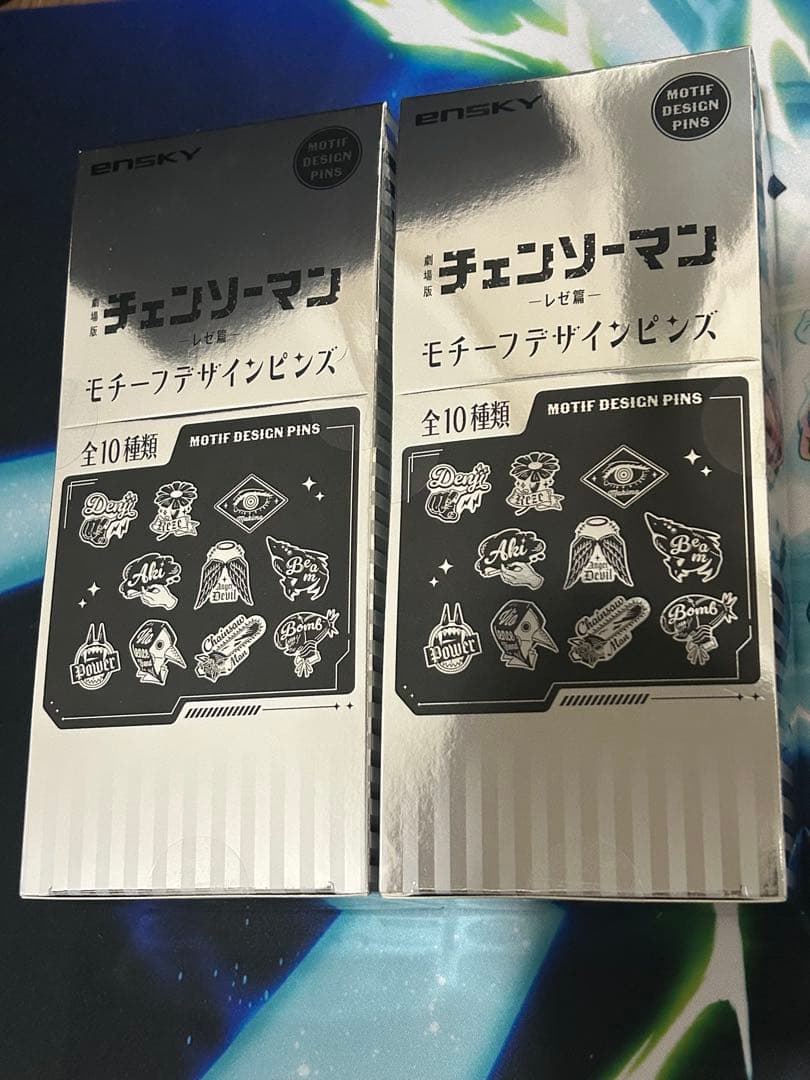 ensky
MOTIF
DESIGN
PINS
劇場版
チェンソーマン
―レゼ篇―
モチーフデザインピンズ
全10種類
MOTIF DESIGN PINS
Denji
Reze
Makima
Aki
Angel
Devil
Beam
Power
Chainsaw
Man
Bomb
ensky
MOTIF
DESIGN
PINS
劇場版
チェンソーマン
―レゼ篇―
モチーフデザインピンズ
全10種類
MOTIF DESIGN PINS
Denji
Reze
Makima
Aki
Angel
Devil
Beam
Power
Chainsaw
Man
Bomb